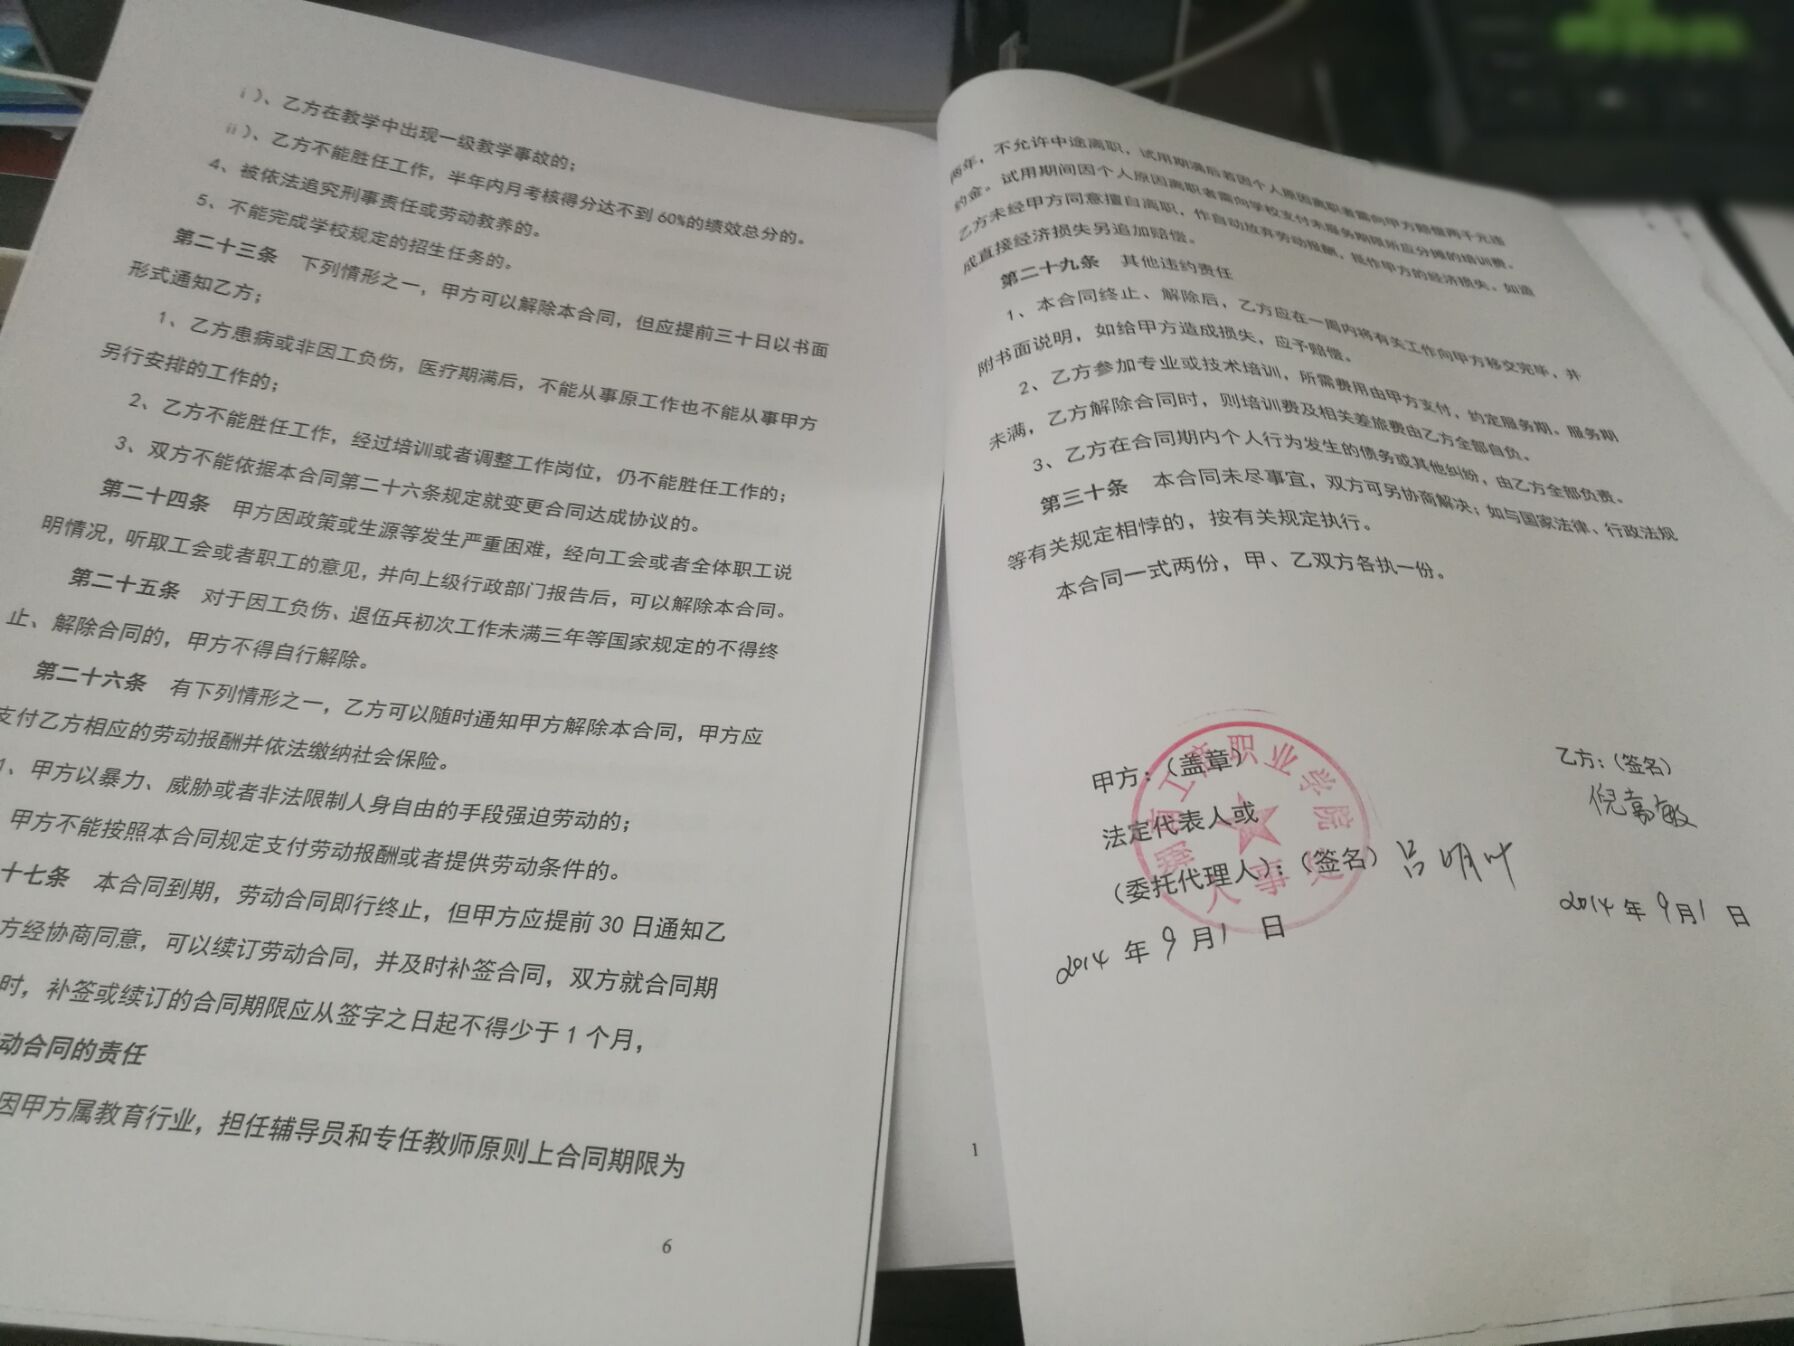 i)、乙方在教学中出现一级教学事故的；
ii)、乙方不能胜任工作，半年内月考核得分达不到60%的绩效总分的。
4、被依法追究刑事责任或劳动教养的。
5、不能完成学校规定的招生任务的。
第二十三条 下列情形之一，甲方可以解除本合同，但应提前三十日以书面
形式通知乙方；
1、乙方患病或非因工负伤，医疗期满后，不能从事原工作也不能从事甲方
另行安排的工作的；
2、乙方不能胜任工作，经过培训或者调整工作岗位，仍不能胜任工作的；
3、双方不能依据本合同第二十六条规定就变更合同达成协议的。
第二十四条 甲方因政策或生源等发生严重困难，经向工会或者全体职工说
明情况，听取工会或者职工的意见，并向上级行政部门报告后，可以解除本合同。
第二十五条 对于因工负伤、退伍兵初次工作未满三年等国家规定的不得终
止、解除合同的，甲方不得自行解除。
第二十六条 有下列情形之一，乙方可以随时通知甲方解除本合同，甲方应
支付乙方相应的劳动报酬并依法缴纳社会保险。
1、甲方以暴力、威胁或者非法限制人身自由的手段强迫劳动的；
甲方不能按照本合同规定支付劳动报酬或者提供劳动条件的。
十七条 本合同到期，劳动合同即行终止，但甲方应提前30日通知乙
方经协商同意，可以续订劳动合同，并及时补签合同，双方就合同期
时，补签或续订的合同期限应从签字之日起不得少于1个月，
动合同的责任
因甲方属教育行业，担任辅导员和专任教师原则上合同期限为
6
两年，不允许中途离职，试用期满后若因个人原因离职者需向甲方赔偿两千元违
约金。试用期间因个人原因离职者需向学校支付未服务期限所应分摊的培训费。
乙方未经甲方同意擅自离职，作自动放弃劳动报酬，抵作甲方的经济损失。如造
成直接经济损失另追加赔偿。
第二十九条 其他违约责任
1、本合同终止、解除后，乙方应在一周内将有关工作向甲方移交完毕，并
附书面说明，如给甲方造成损失，应予赔偿。
2、乙方参加专业或技术培训，所需费用由甲方支付，约定服务期。服务期
未满，乙方解除合同时，则培训费及相关差旅费由乙方全部自负。
3、乙方在合同期内个人行为发生的债务或其他纠纷，由乙方全部负责。
第三十条 本合同未尽事宜，双方可另协商解决；如与国家法律、行政法规
等有关规定相悖的，按有关规定执行。
本合同一式两份，甲、乙双方各执一份。
甲方：（盖章）
法定代表人或
（委托代理人）：（签名） 吕明叶
2014年9月1日
乙方：（签名）
倪嘉敏
2014年9月1日
职业学院
1